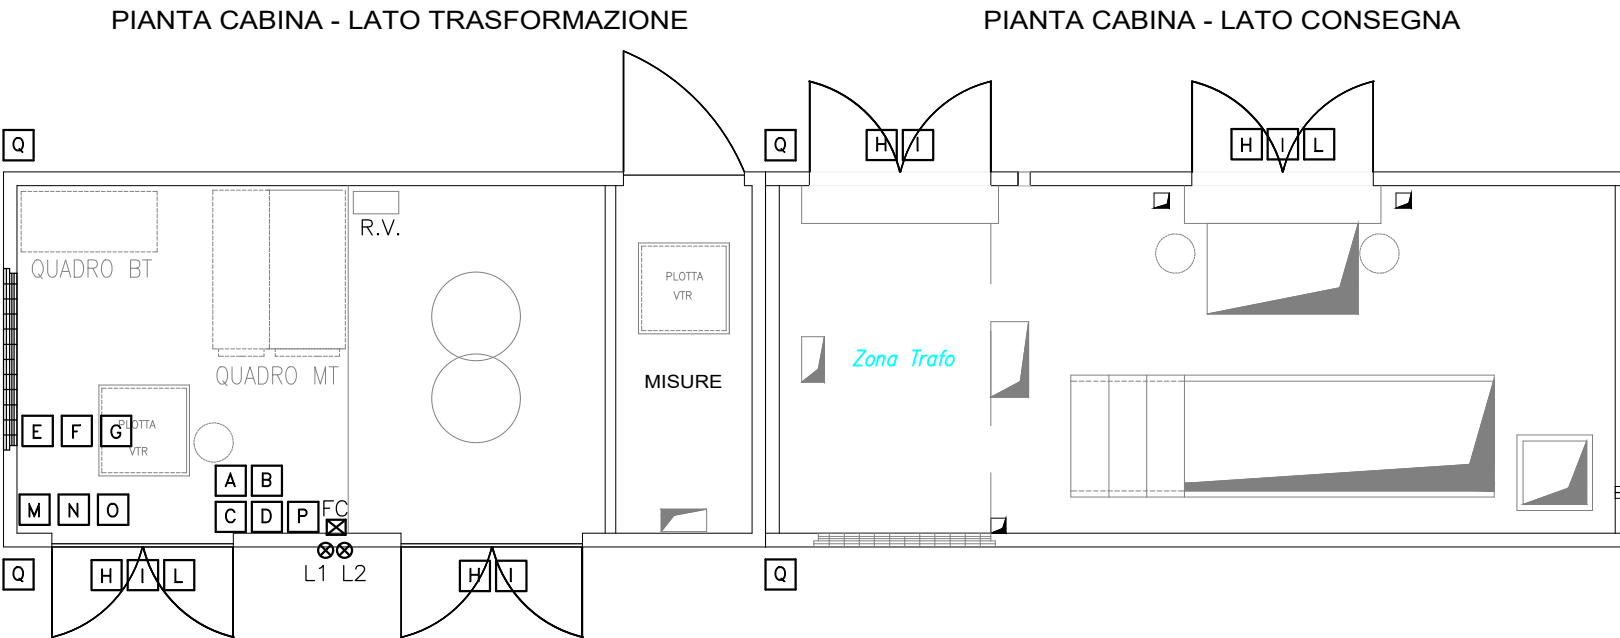 PIANTA CABINA - LATO TRASFORMAZIONE
PIANTA CABINA - LATO CONSEGNA
Q
Q
H I
H I L
R.V.
QUADRO BT
PLOTTA
VTR
Zona Trafo
QUADRO MT
MISURE
E F G
PLOTTA
VTR
A B
M N O
C D P
FC
L1 L2
Q
H I L
H I
Q